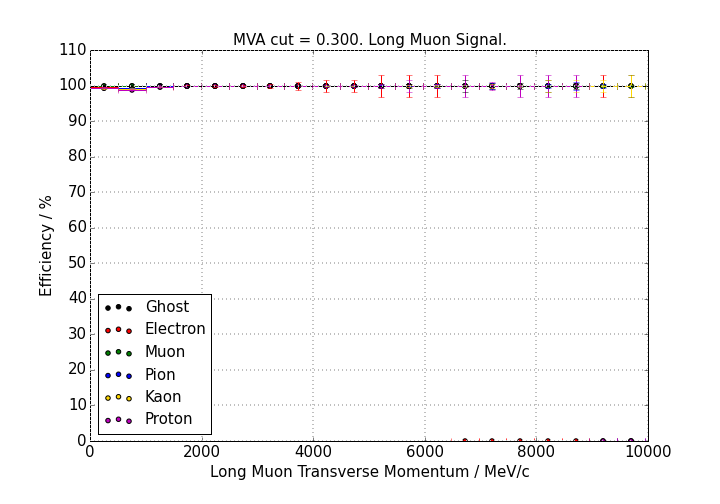 MVA cut = 0.300. Long Muon Signal.
110
100
90
80
70
60
50
40
30
20
10
0
Efficiency / %
Ghost
Electron
Muon
Pion
Kaon
Proton
0 2000 4000 6000 8000 10000
Long Muon Transverse Momentum / MeV/c